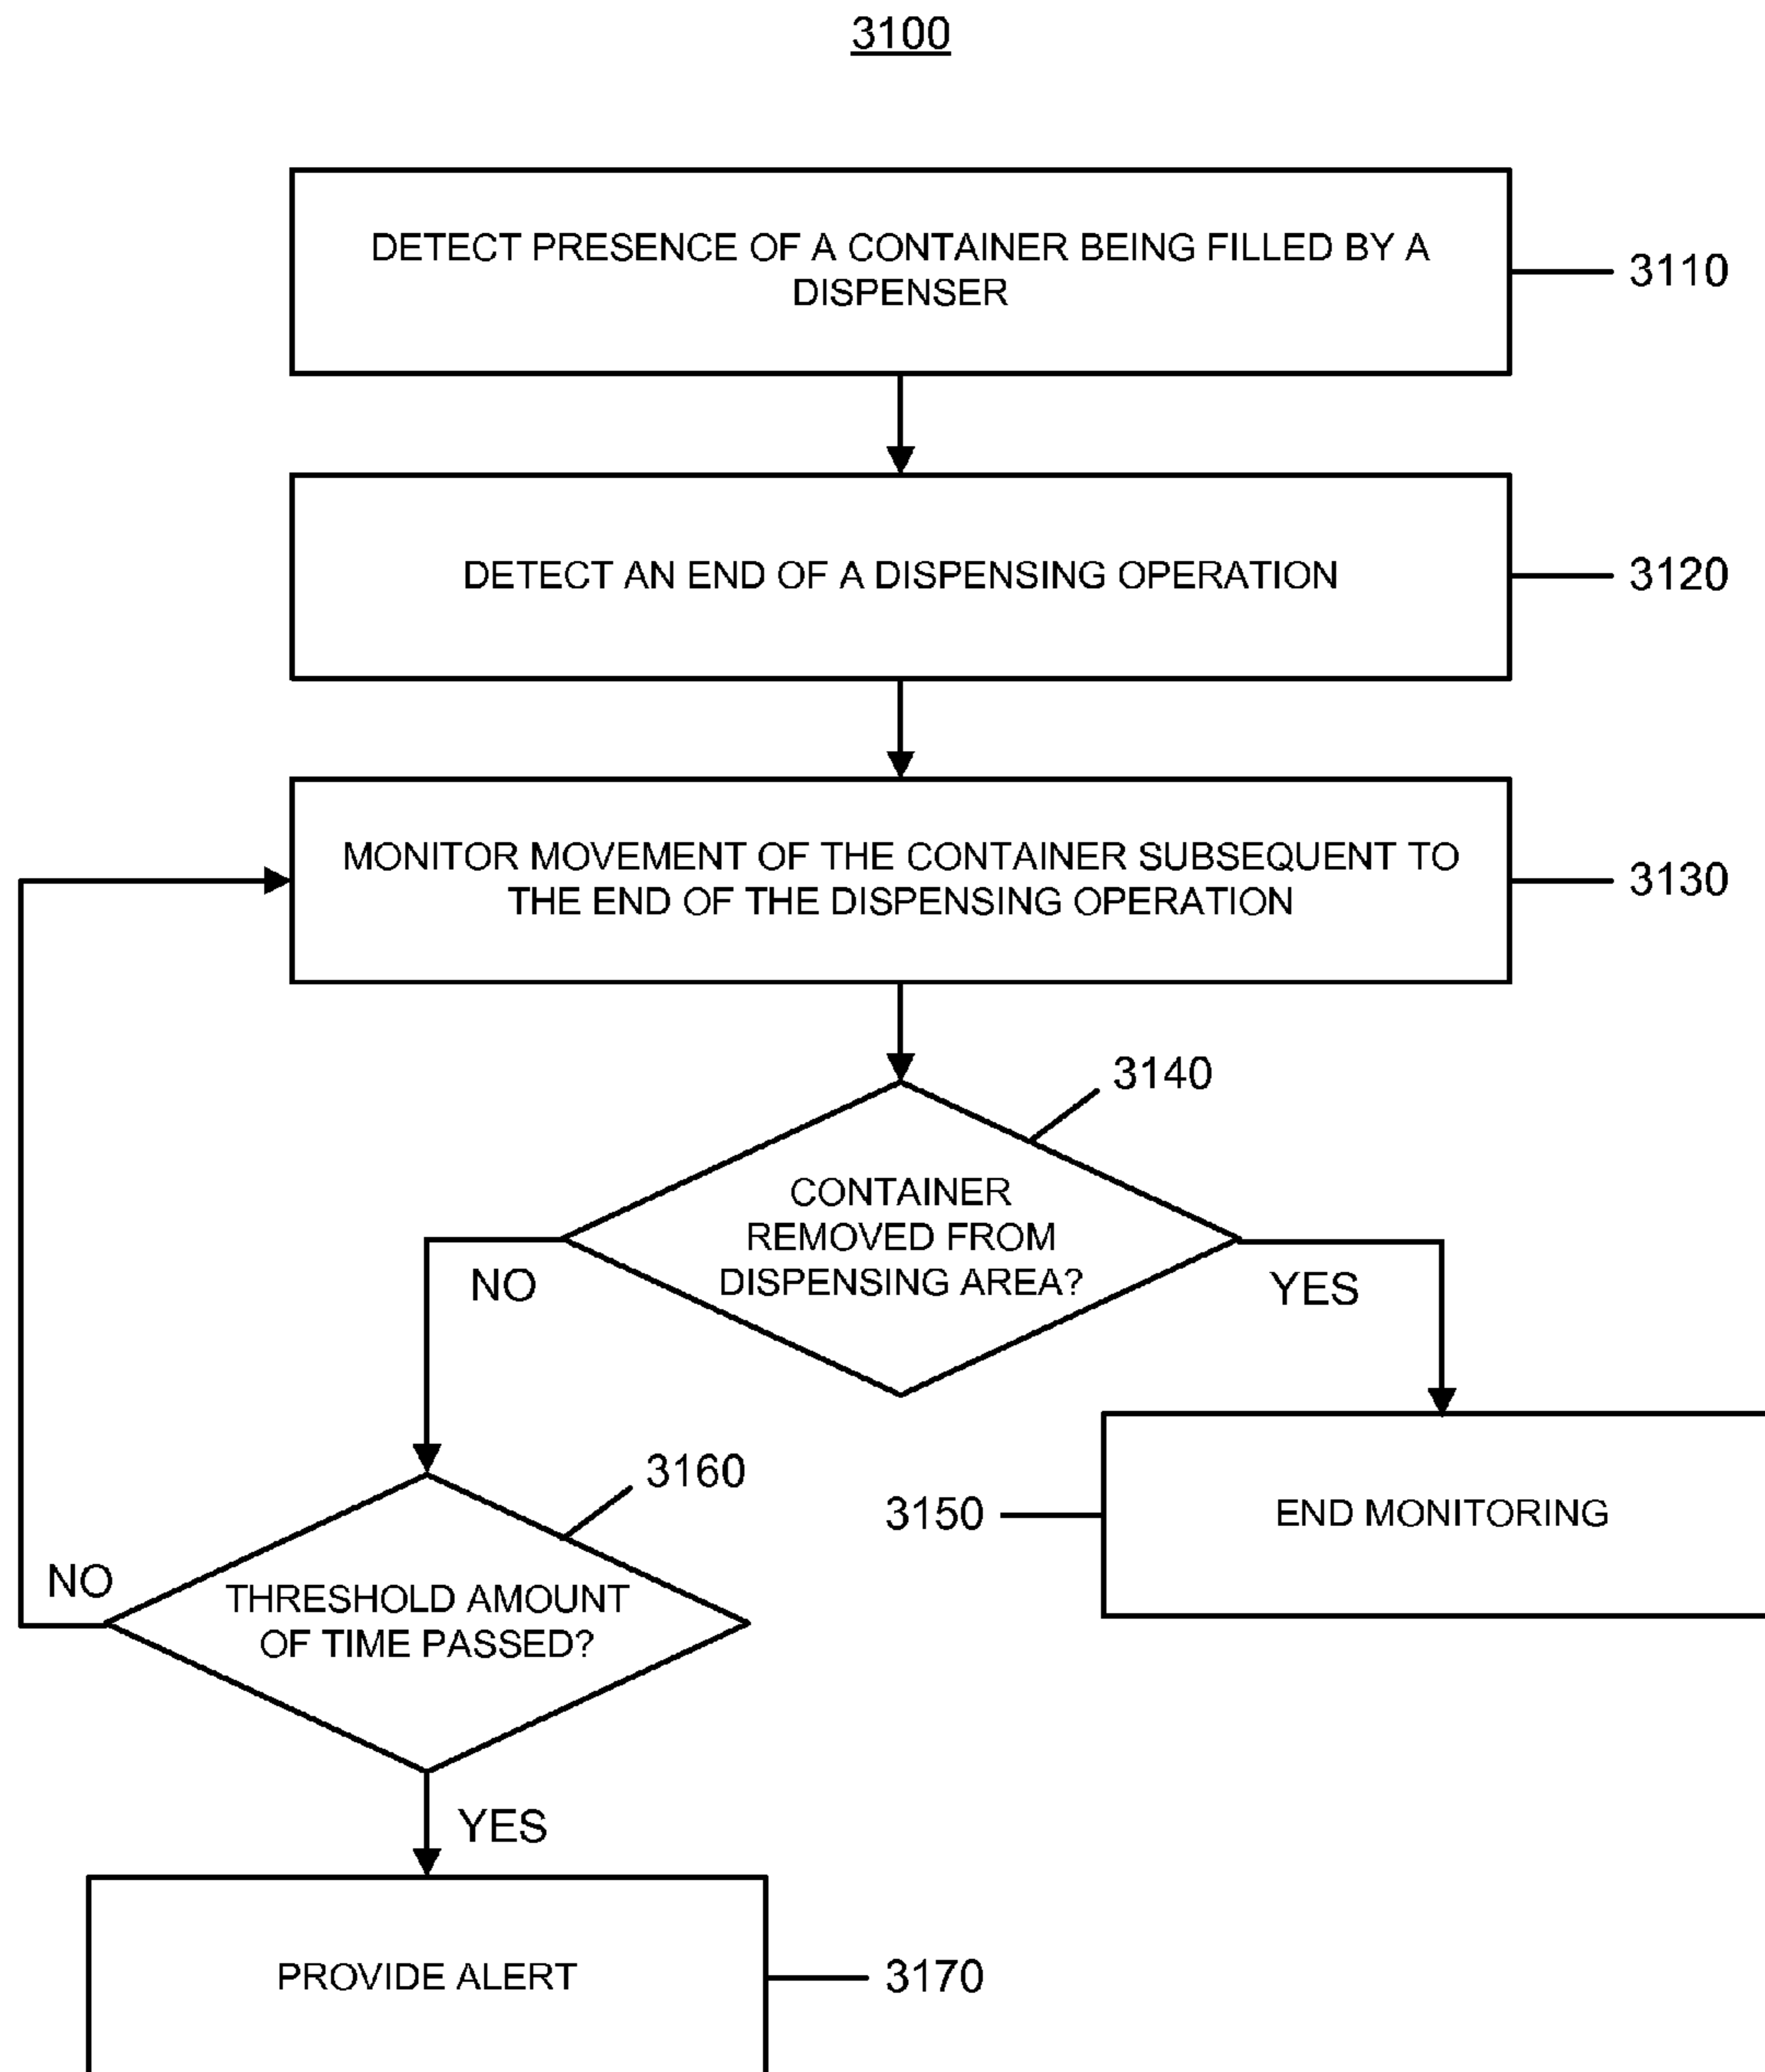 3100
DETECT PRESENCE OF A CONTAINER BEING FILLED BY A
DISPENSER
3110
DETECT AN END OF A DISPENSING OPERATION
3120
MONITOR MOVEMENT OF THE CONTAINER SUBSEQUENT TO
THE END OF THE DISPENSING OPERATION
3130
3140
CONTAINER
REMOVED FROM
DISPENSING AREA?
NO
YES
3160
3150
END MONITORING
NO
THRESHOLD AMOUNT
OF TIME PASSED?
YES
PROVIDE ALERT
3170